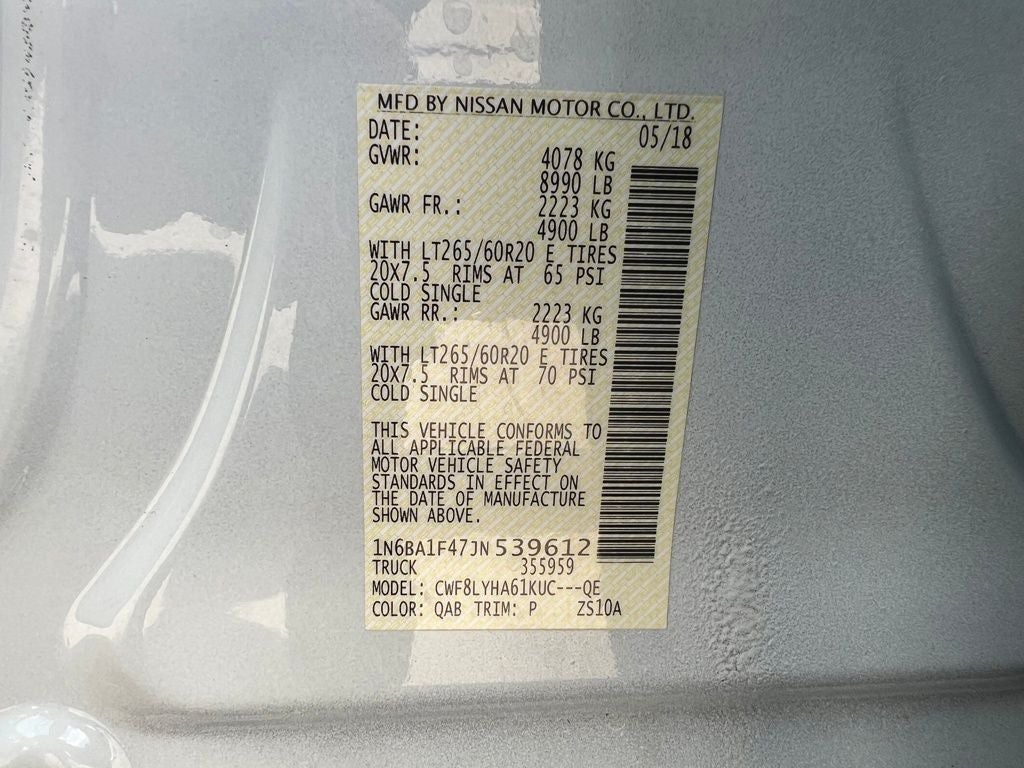 MFD BY NISSAN MOTOR CO., LTD.
DATE: 05/18
GVWR: 4078 KG
8990 LB
GAWR FR.: 2223 KG
4900 LB
WITH LT265/60R20 E TIRES
20X7.5 RIMS AT 65 PSI
COLD SINGLE
GAWR RR.: 2223 KG
4900 LB
WITH LT265/60R20 E TIRES
20X7.5 RIMS AT 70 PSI
COLD SINGLE
THIS VEHICLE CONFORMS TO
ALL APPLICABLE FEDERAL
MOTOR VEHICLE SAFETY
STANDARDS IN EFFECT ON
THE DATE OF MANUFACTURE
SHOWN ABOVE.
1N6BA1F47JN539612
TRUCK 355959
MODEL: CWF8LYHA61KUC---QE
COLOR: QAB TRIM: P ZS10A